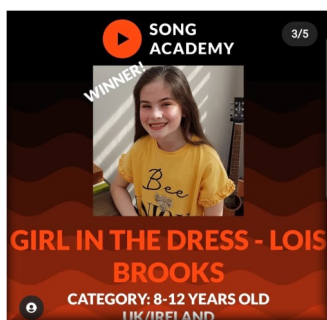 SONG
ACADEMY
3/5
WINNER!
Bee
GIRL IN THE DRESS - LOIS
BROOKS
CATEGORY: 8-12 YEARS OLD
UK/IRELAND